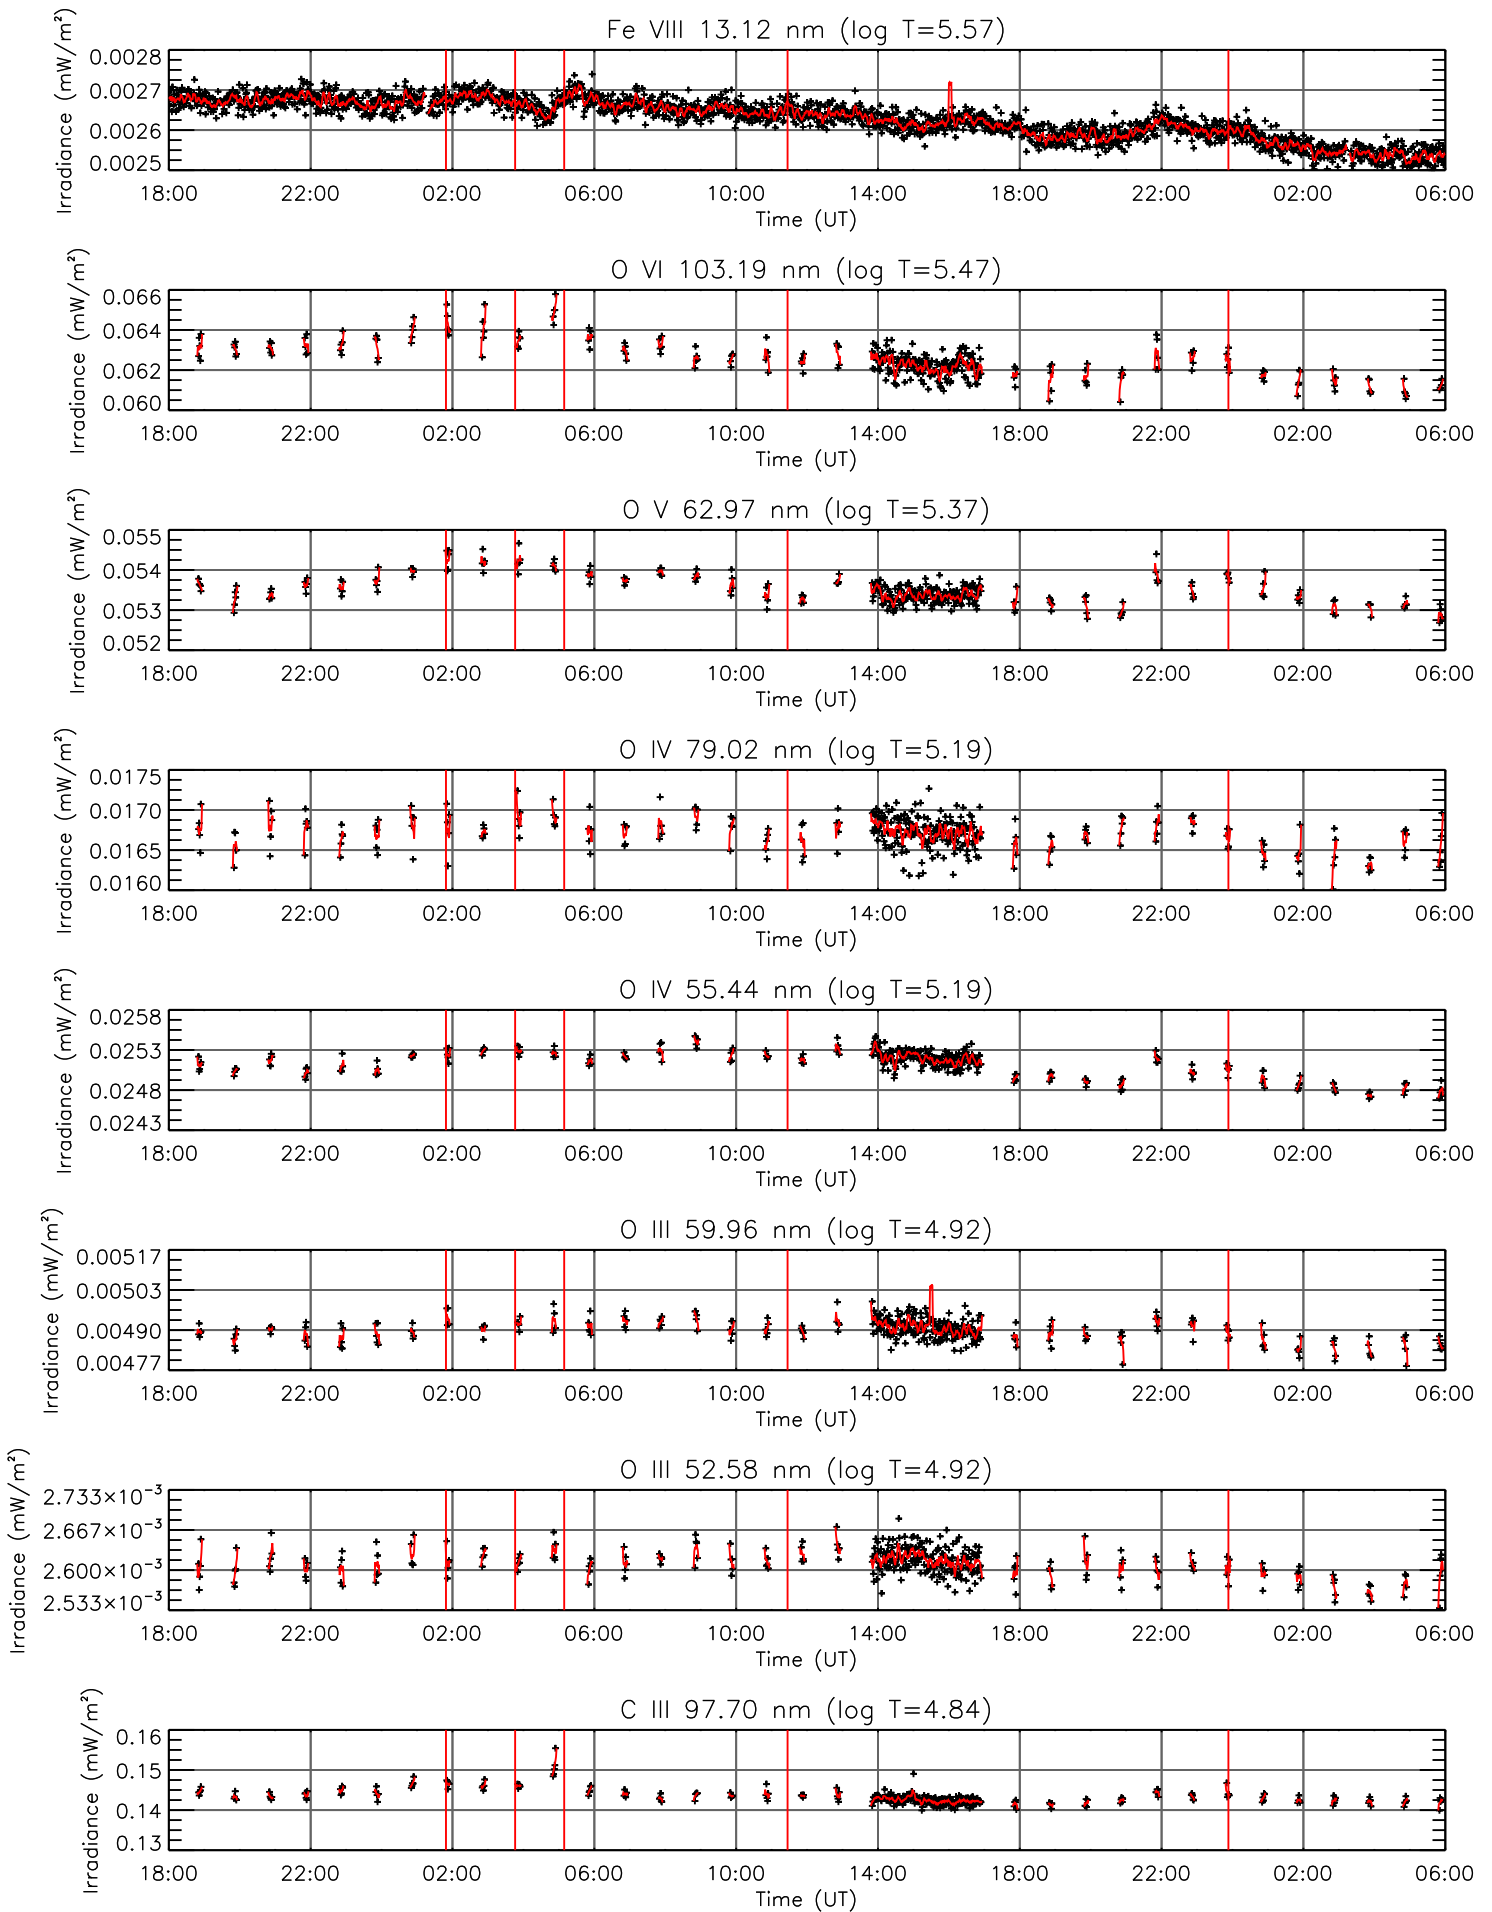 Fe VIII 13.12 nm (log T=5.57)
Irradiance (mW/m²)
0.0028
0.0027
0.0026
0.0025
18:00 22:00 02:00 06:00 10:00 14:00 18:00 22:00 02:00 06:00
Time (UT)
O VI 103.19 nm (log T=5.47)
Irradiance (mW/m²)
0.066
0.064
0.062
0.060
18:00 22:00 02:00 06:00 10:00 14:00 18:00 22:00 02:00 06:00
Time (UT)
O V 62.97 nm (log T=5.37)
Irradiance (mW/m²)
0.055
0.054
0.053
0.052
18:00 22:00 02:00 06:00 10:00 14:00 18:00 22:00 02:00 06:00
Time (UT)
O IV 79.02 nm (log T=5.19)
Irradiance (mW/m²)
0.0175
0.0170
0.0165
0.0160
18:00 22:00 02:00 06:00 10:00 14:00 18:00 22:00 02:00 06:00
Time (UT)
O IV 55.44 nm (log T=5.19)
Irradiance (mW/m²)
0.0258
0.0253
0.0248
0.0243
18:00 22:00 02:00 06:00 10:00 14:00 18:00 22:00 02:00 06:00
Time (UT)
O III 59.96 nm (log T=4.92)
Irradiance (mW/m²)
0.00517
0.00503
0.00490
0.00477
18:00 22:00 02:00 06:00 10:00 14:00 18:00 22:00 02:00 06:00
Time (UT)
O III 52.58 nm (log T=4.92)
Irradiance (mW/m²)
2.733×10⁻³
2.667×10⁻³
2.600×10⁻³
2.533×10⁻³
18:00 22:00 02:00 06:00 10:00 14:00 18:00 22:00 02:00 06:00
Time (UT)
C III 97.70 nm (log T=4.84)
Irradiance (mW/m²)
0.16
0.15
0.14
0.13
18:00 22:00 02:00 06:00 10:00 14:00 18:00 22:00 02:00 06:00
Time (UT)